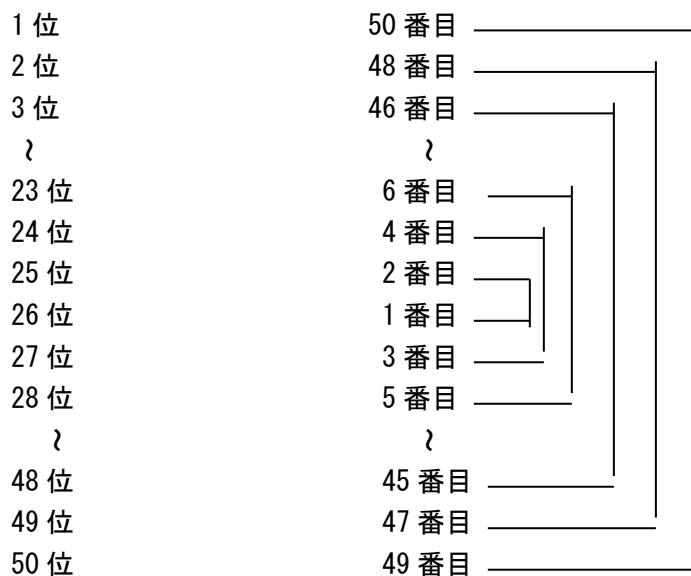 1 位 50 番目
2 位 48 番目
3 位 46 番目
～ ～
23 位 6 番目
24 位 4 番目
25 位 2 番目
26 位 1 番目
27 位 3 番目
28 位 5 番目
～ ～
48 位 45 番目
49 位 47 番目
50 位 49 番目